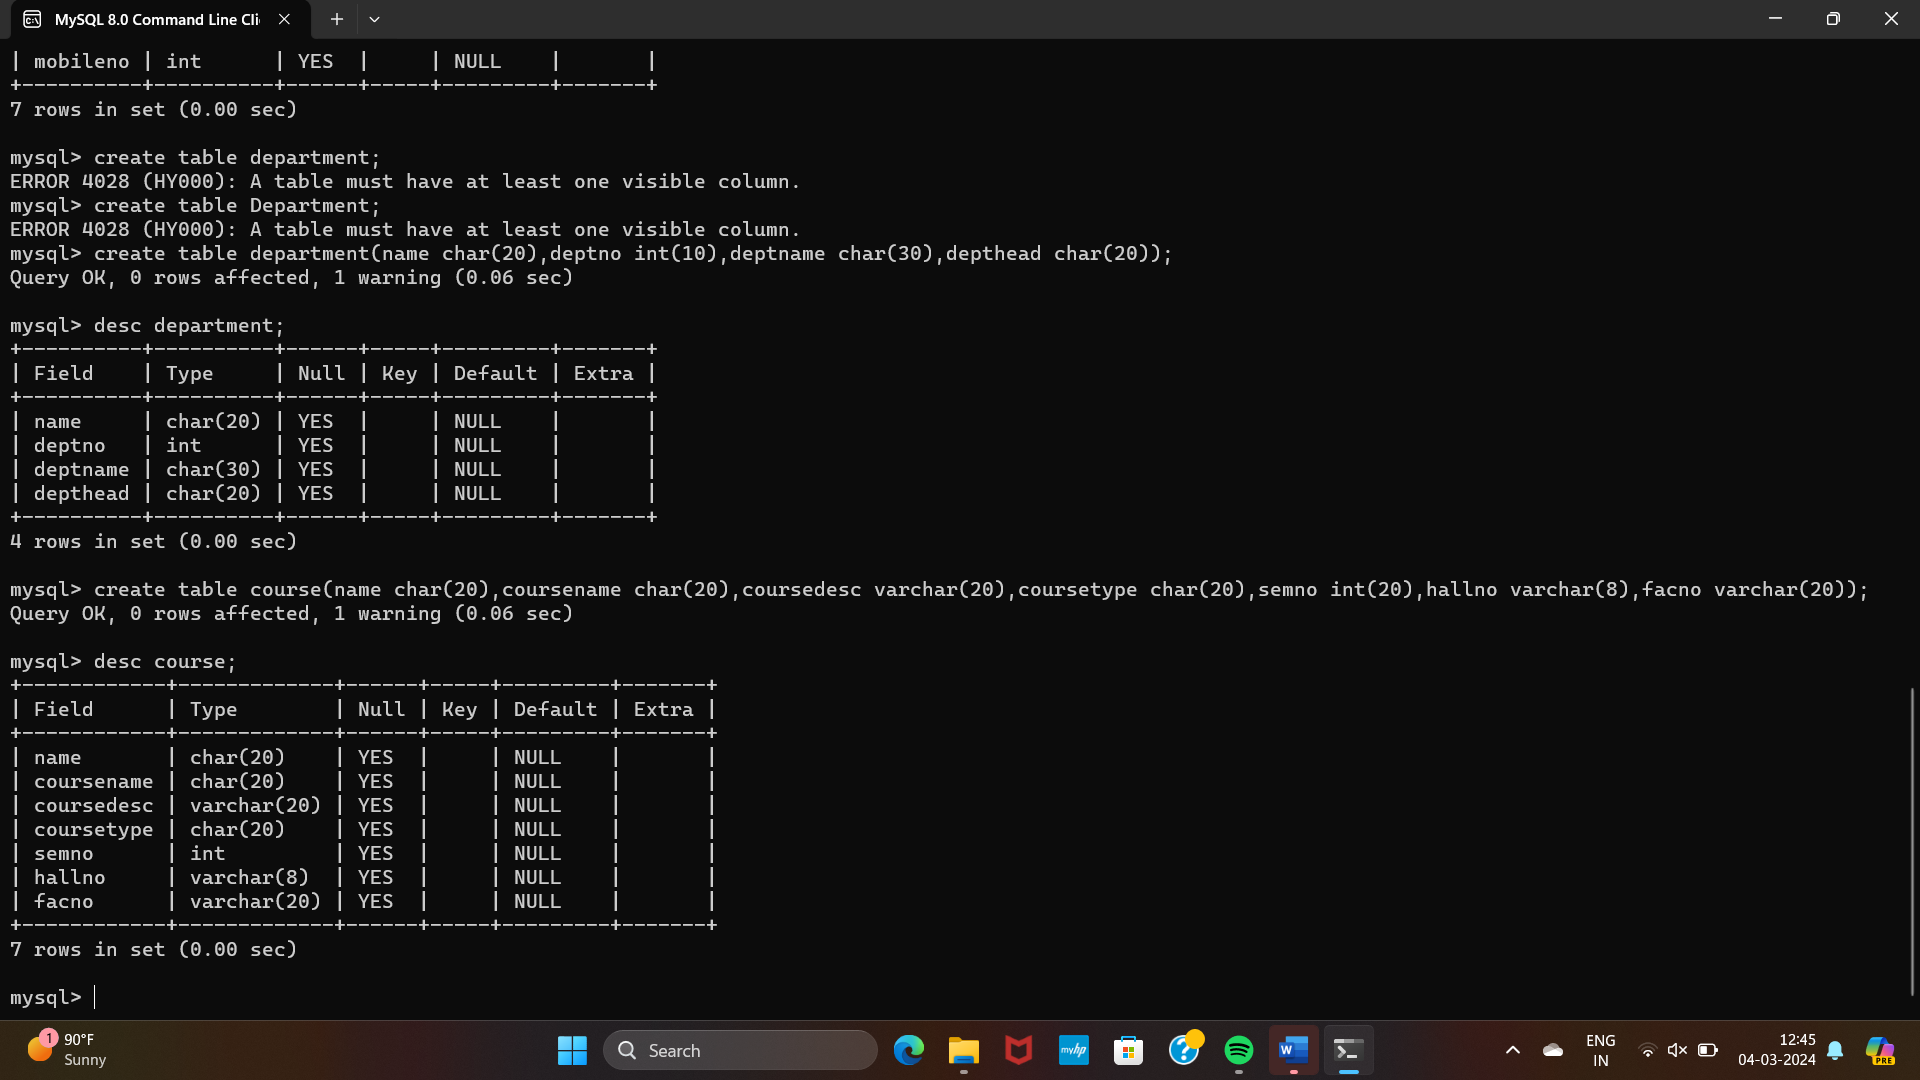 MySQL 8.0 Command Line Cli
| mobileno | int      | YES  |     | NULL    |       |
+----------+----------+------+-----+---------+-------+
7 rows in set (0.00 sec)
mysql> create table department;
ERROR 4028 (HY000): A table must have at least one visible column.
mysql> create table Department;
ERROR 4028 (HY000): A table must have at least one visible column.
mysql> create table department(name char(20),deptno int(10),deptname char(30),depthead char(20));
Query OK, 0 rows affected, 1 warning (0.06 sec)
mysql> desc department;
+----------+----------+------+-----+---------+-------+
| Field    | Type     | Null | Key | Default | Extra |
+----------+----------+------+-----+---------+-------+
| name     | char(20) | YES  |     | NULL    |       |
| deptno   | int      | YES  |     | NULL    |       |
| deptname | char(30) | YES  |     | NULL    |       |
| depthead | char(20) | YES  |     | NULL    |       |
+----------+----------+------+-----+---------+-------+
4 rows in set (0.00 sec)
mysql> create table course(name char(20),coursename char(20),coursedesc varchar(20),coursetype char(20),semno int(20),hallno varchar(8),facno varchar(20));
Query OK, 0 rows affected, 1 warning (0.06 sec)
mysql> desc course;
+------------+-------------+------+-----+---------+-------+
| Field      | Type        | Null | Key | Default | Extra |
+------------+-------------+------+-----+---------+-------+
| name       | char(20)    | YES  |     | NULL    |       |
| coursename | char(20)    | YES  |     | NULL    |       |
| coursedesc | varchar(20) | YES  |     | NULL    |       |
| coursetype | char(20)    | YES  |     | NULL    |       |
| semno      | int         | YES  |     | NULL    |       |
| hallno     | varchar(8)  | YES  |     | NULL    |       |
| facno      | varchar(20) | YES  |     | NULL    |       |
+------------+-------------+------+-----+---------+-------+
7 rows in set (0.00 sec)
mysql>
1
90°F
Sunny
Search
myhp
W
PRE
ENG
IN
12:45
04-03-2024